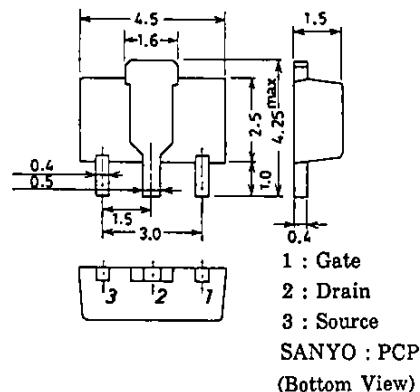 4.5
1.6
1.5
2.5
4.25max
1.0
0.4
0.5
1.5
3.0
0.4
3 2 1
1 : Gate
2 : Drain
3 : Source
SANYO : PCP
(Bottom View)